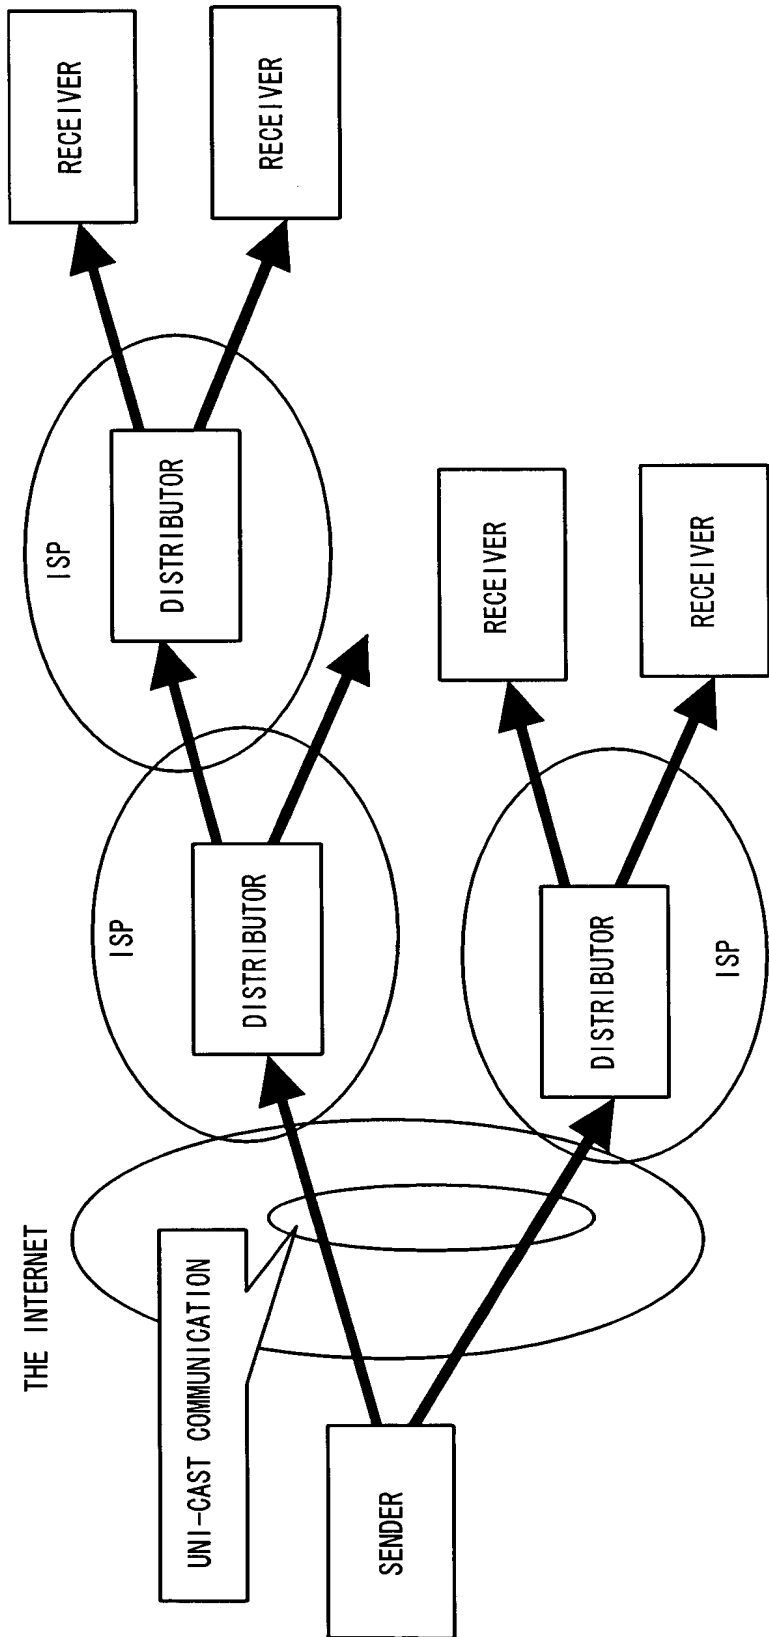 THE INTERNET
UNI-CAST COMMUNICATION
SENDER
ISP
DISTRIBUTOR
ISP
DISTRIBUTOR
RECEIVER
RECEIVER
DISTRIBUTOR
ISP
RECEIVER
RECEIVER